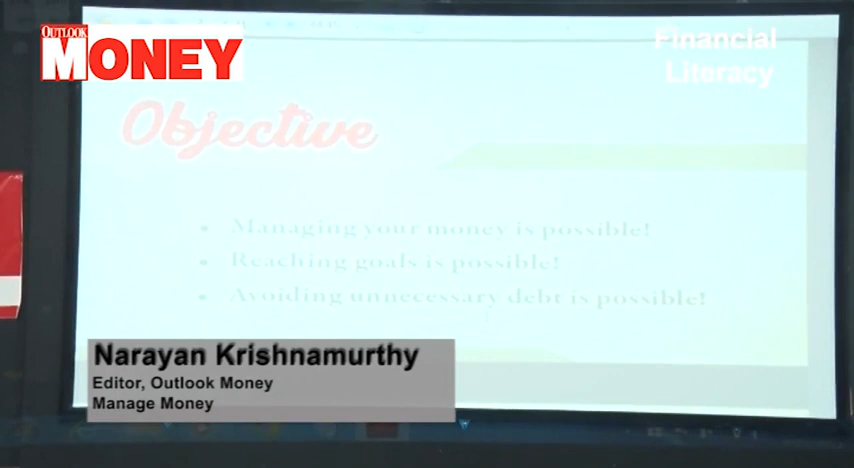 OUTLOOK
MONEY
Financial
Literacy
Objective
• Managing your money is possible!
• Reaching goals is possible!
• Avoiding unnecessary debt is possible!
Narayan Krishnamurthy
Editor, Outlook Money
Manage Money